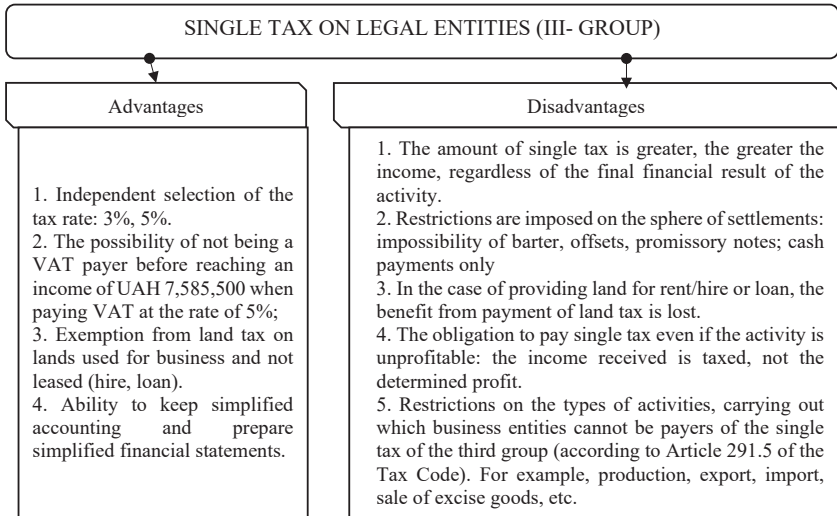 SINGLE TAX ON LEGAL ENTITIES (III- GROUP)
Advantages
1. Independent selection of the
tax rate: 3%, 5%.
2. The possibility of not being a
VAT payer before reaching an
income of UAH 7,585,500 when
paying VAT at the rate of 5%;
3. Exemption from land tax on
lands used for business and not
leased (hire, loan).
4. Ability to keep simplified
accounting and prepare
simplified financial statements.
Disadvantages
1. The amount of single tax is greater, the greater the
income, regardless of the final financial result of the
activity.
2. Restrictions are imposed on the sphere of settlements:
impossibility of barter, offsets, promissory notes; cash
payments only
3. In the case of providing land for rent/hire or loan, the
benefit from payment of land tax is lost.
4. The obligation to pay single tax even if the activity is
unprofitable: the income received is taxed, not the
determined profit.
5. Restrictions on the types of activities, carrying out
which business entities cannot be payers of the single
tax of the third group (according to Article 291.5 of the
Tax Code). For example, production, export, import,
sale of excise goods, etc.